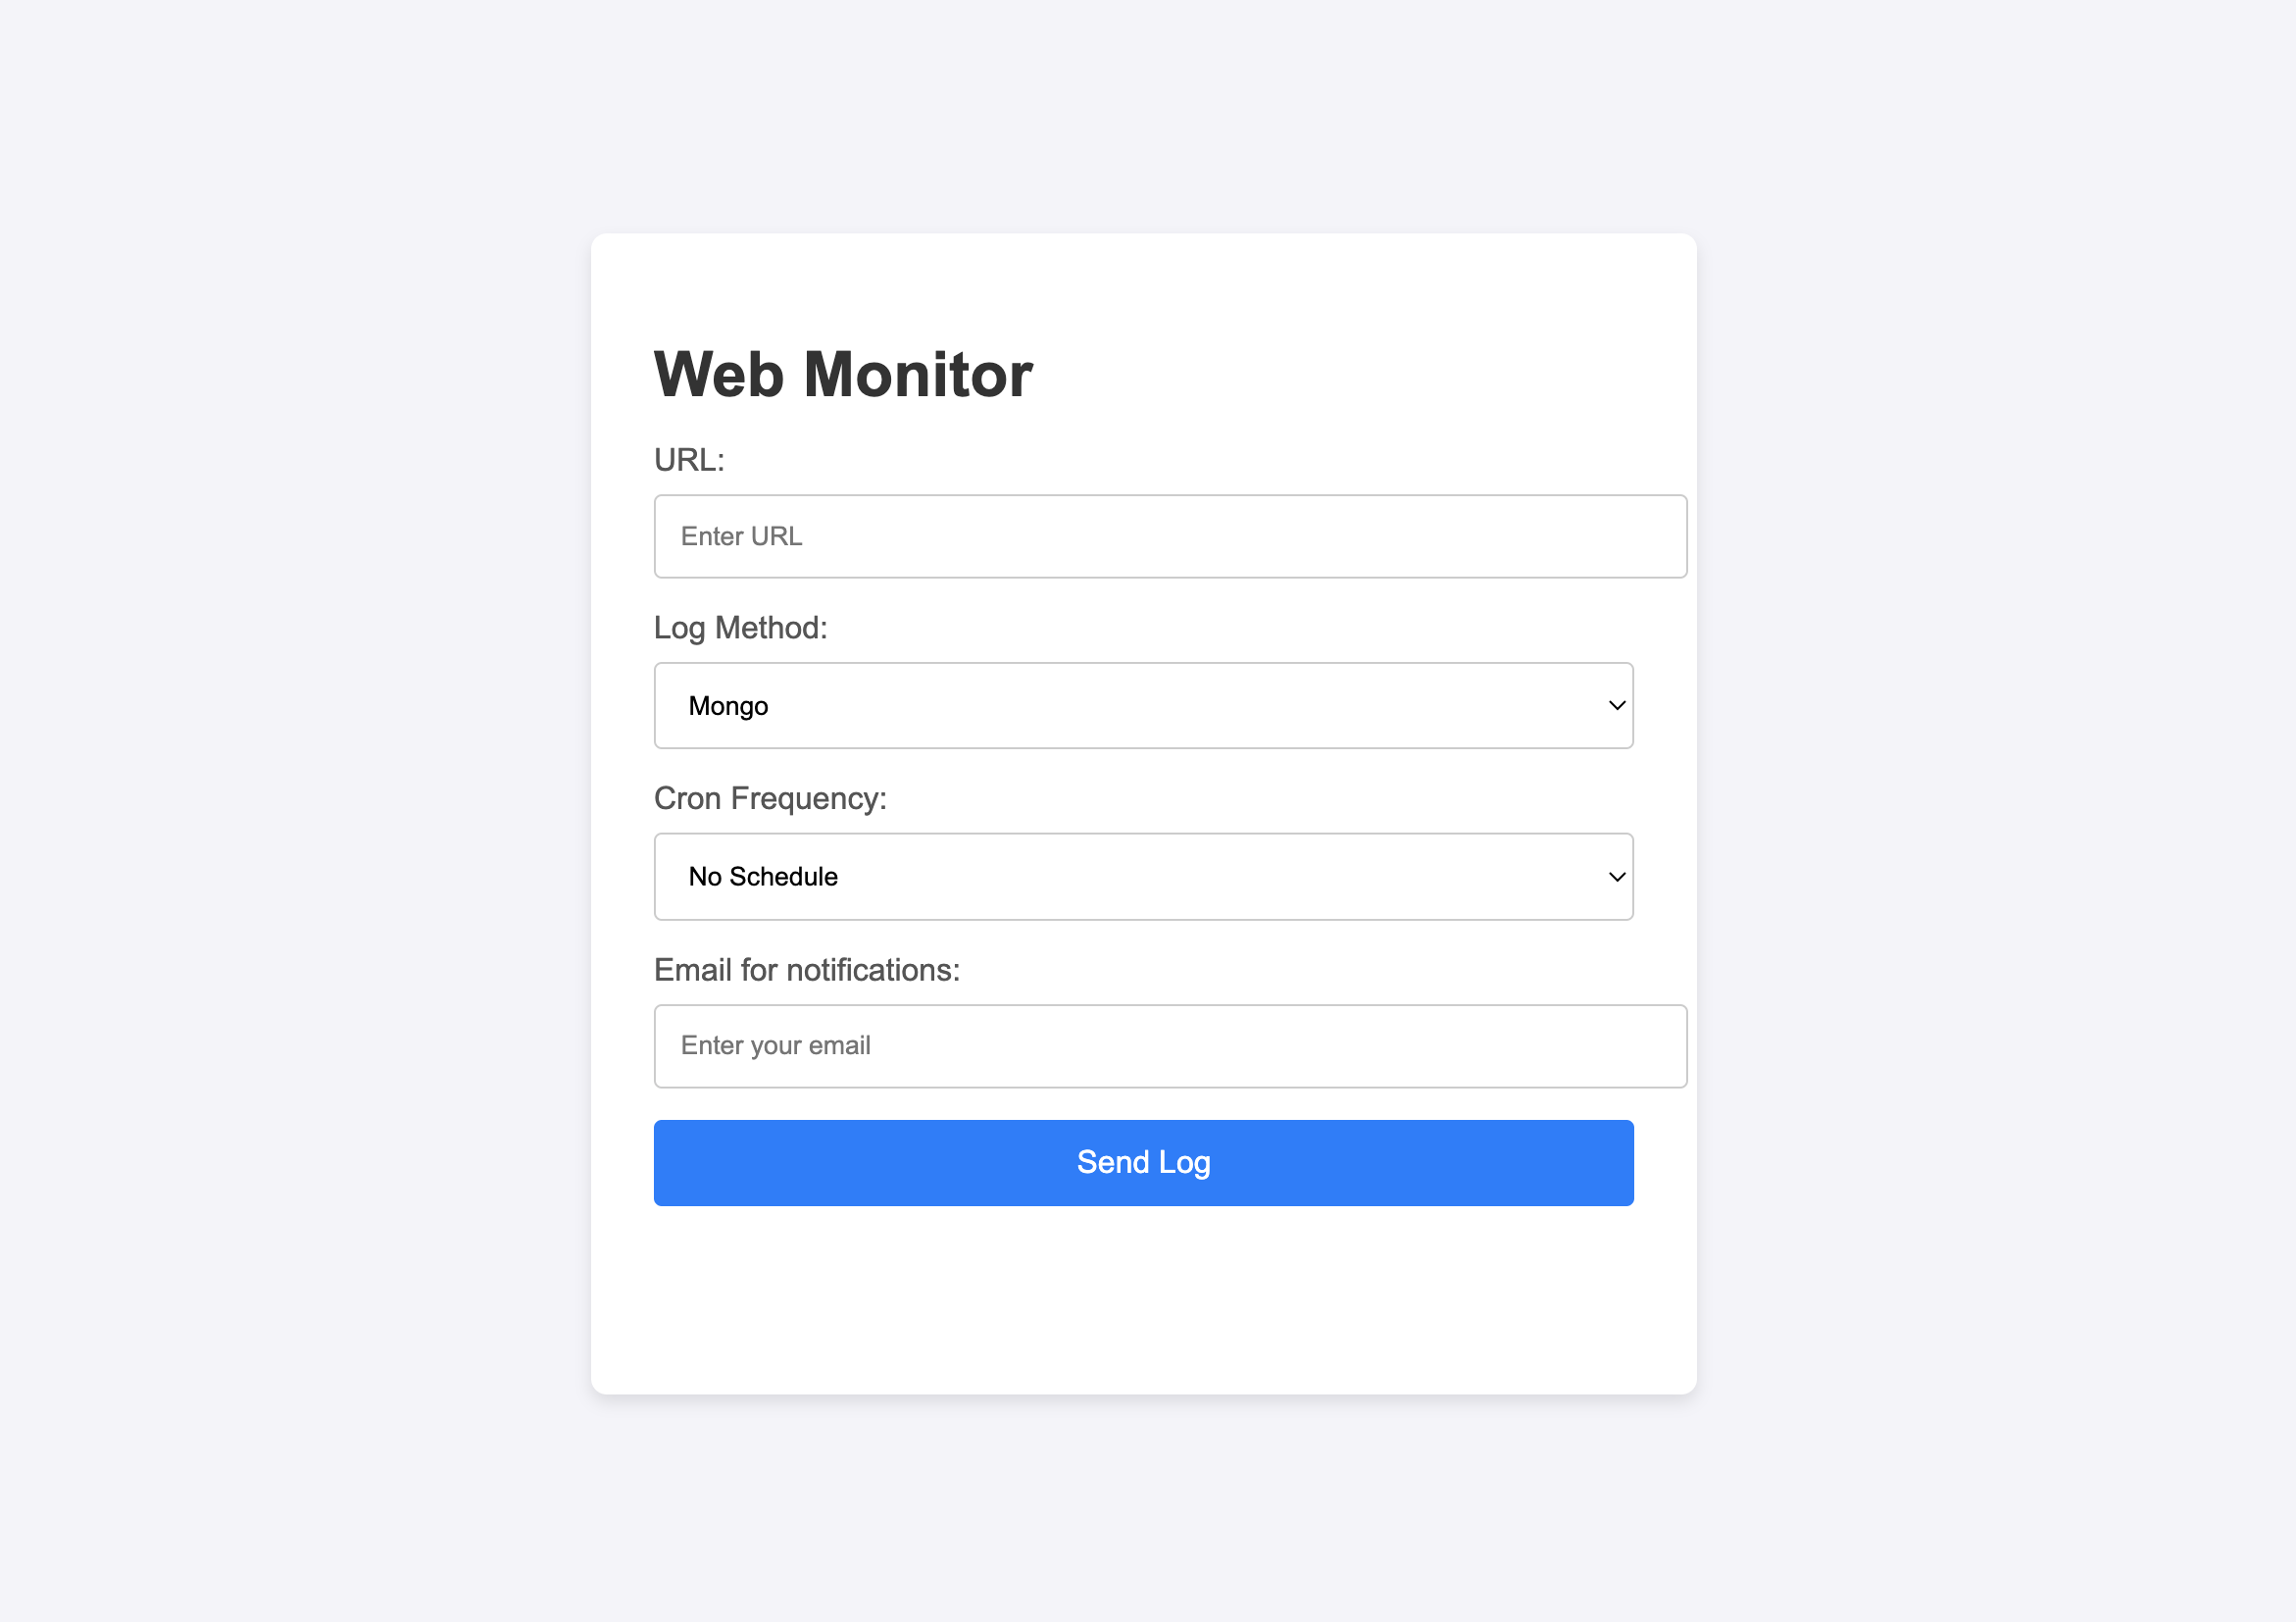 Web Monitor
URL:
Enter URL
Log Method:
Mongo
Cron Frequency:
No Schedule
Email for notifications:
Enter your email
Send Log